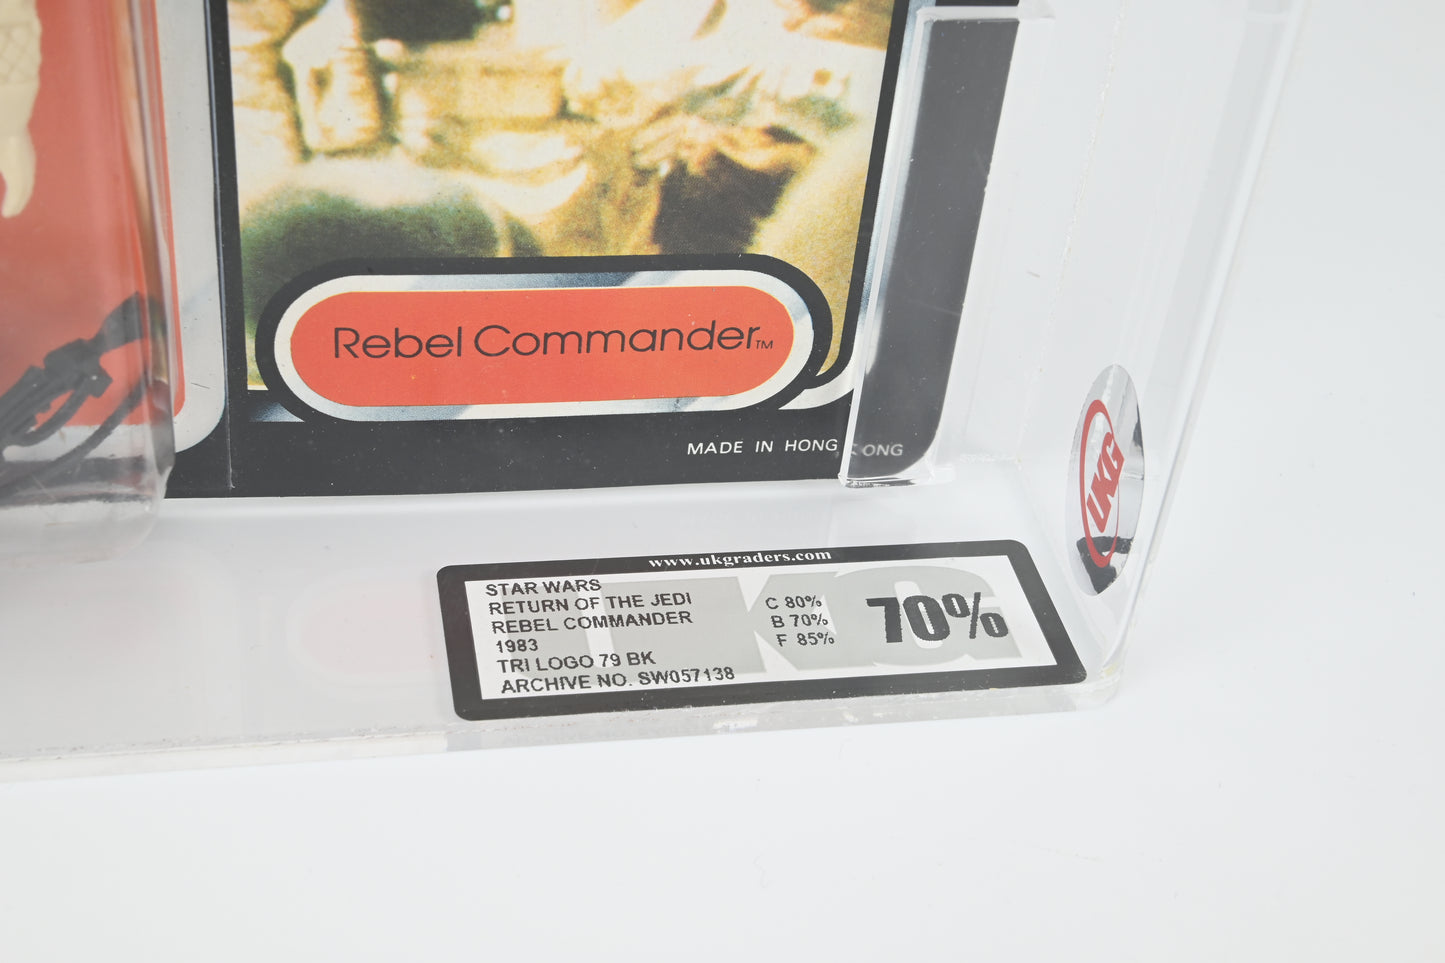 Rebel Commander™
MADE IN HONG KONG
UKG
www.ukgraders.com
STAR WARS
RETURN OF THE JEDI
REBEL COMMANDER
1983
TRI LOGO 79 BK
ARCHIVE NO. SW057138
C 80%
B 70%
F 85%
70%
UKG